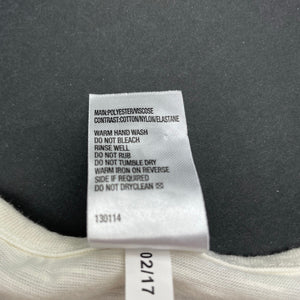 MAIN:POLYESTER/VISCOSE
CONTRAST:COTTON/NYLON/ELASTANE
WARM HAND WASH
DO NOT BLEACH
RINSE WELL
DO NOT RUB
DO NOT TUMBLE DRY
WARM IRON ON REVERSE
SIDE IF REQUIRED
DO NOT DRYCLEAN
130114
02/17